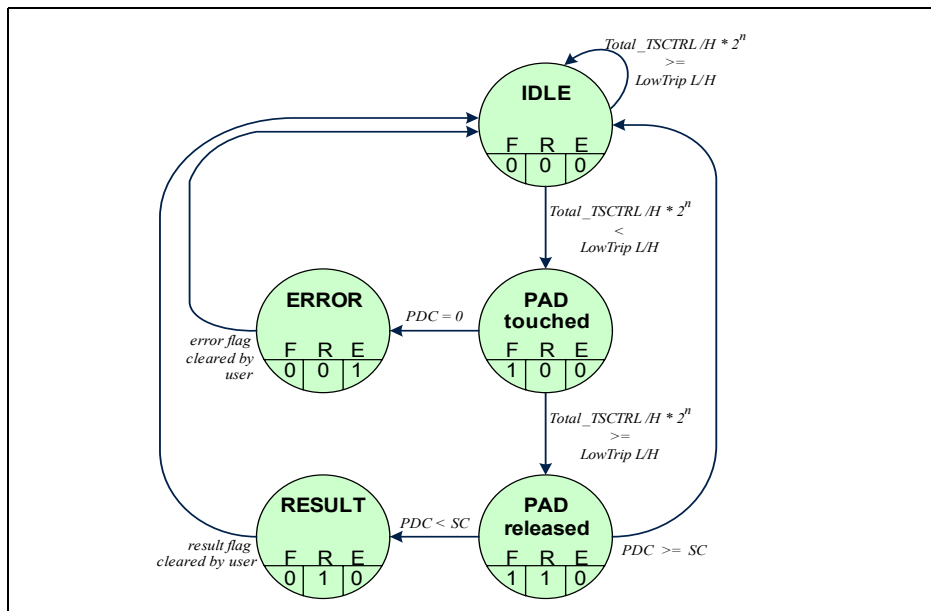 Total_TSCTRL /H * 2ⁿ
>=
LowTrip L/H
IDLE
F R E
0 0 0
Total_TSCTRL /H * 2ⁿ
<
LowTrip L/H
ERROR
F R E
0 0 1
PDC = 0
PAD
touched
F R E
1 0 0
error flag
cleared by
user
Total_TSCTRL /H * 2ⁿ
>=
LowTrip L/H
RESULT
F R E
0 1 0
PDC < SC
PAD
released
F R E
1 1 0
result flag
cleared by user
PDC >= SC